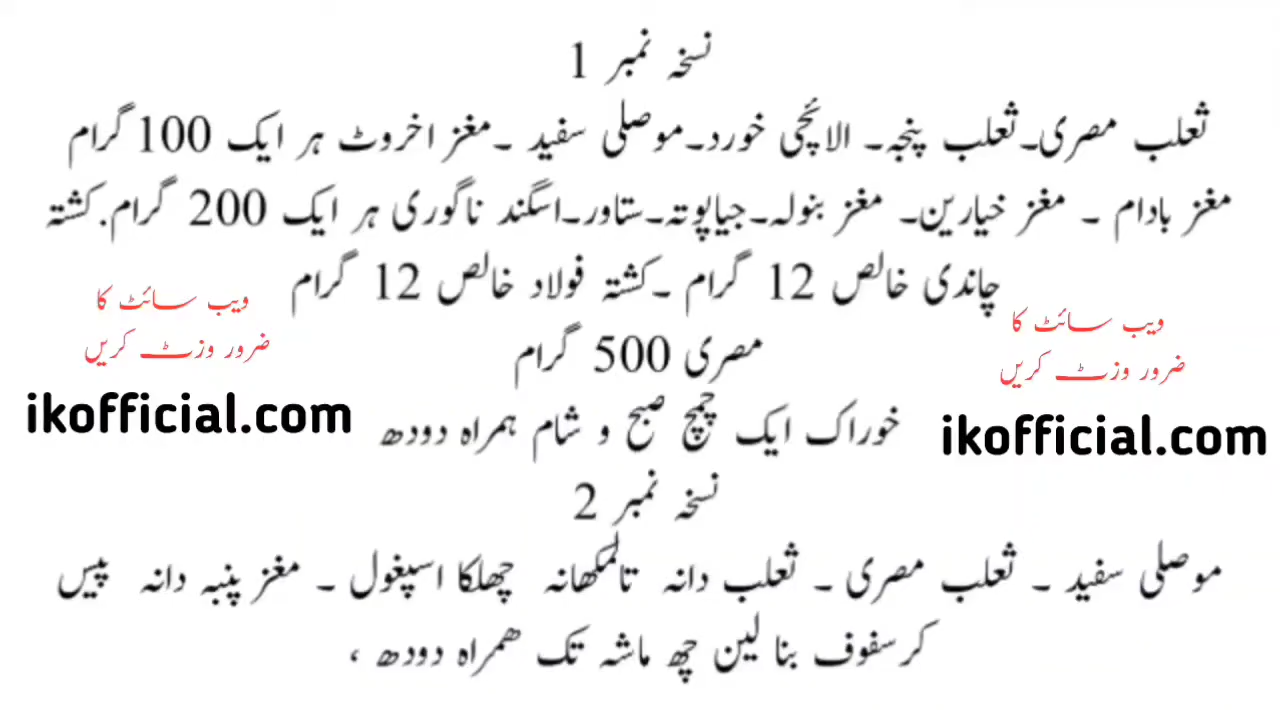 نسخہ نمبر 1
ثعلب مصری۔ثعلب پنجہ۔ الائچی خورد۔موصلی سفید ۔مغز اخروٹ ہر ایک 100 گرام
مغز بادام ۔ مغز خیارین۔ مغز بنولہ۔جیاپوتہ۔ستاور۔اسگند ناگوری ہر ایک 200 گرام.کشتہ
چاندی خالص 12 گرام ۔کشتہ فولاد خالص 12 گرام
مصری 500 گرام
خوراک ایک چمچ صبح و شام ہمراہ دودھ
ویب سائٹ کا
ضرور وزٹ کریں
ikofficial.com
ویب سائٹ کا
ضرور وزٹ کریں
ikofficial.com
نسخہ نمبر 2
موصلی سفید ۔ ثعلب مصری ۔ ثعلب دانہ تالمکھانہ چھلکا اسپغول ۔ مغز پنبہ دانہ پیس
کرسفوف بنا لین چھ ماشہ تک ھمراہ دودھ ،